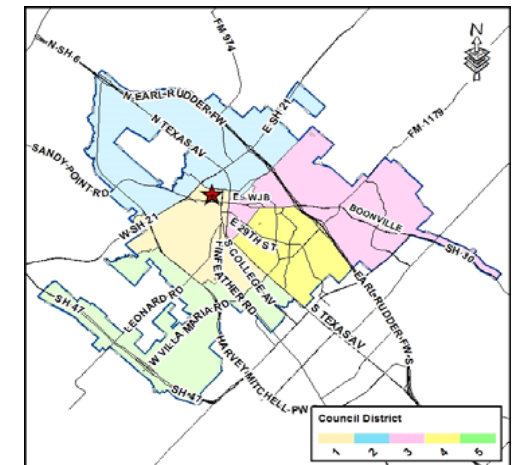 FM 974
N
N-SH-6
N-EARL-RUDDER-FW
E SH 21
N TEXAS AV
FM-1179
SANDY-POINT-RD
E WJB
BOONVILLE
W-SH 21
E 29TH ST
SH-30
S COLLEGE AV
FINFEATHER RD
LEONARD RD
EARL-RUDDER-FW-S
SH 47
W VILLA MARIA RD
S TEXAS AV
HARVEY-MITCHELL-PW
SH-47
Council District
1 2 3 4 5